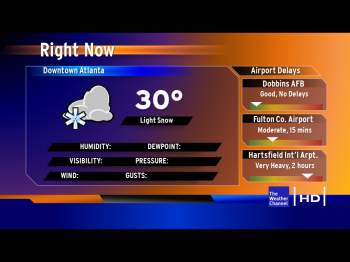 Right Now
Downtown Atlanta
30°
Light Snow
HUMIDITY:
DEWPOINT:
VISIBILITY:
PRESSURE:
WIND:
GUSTS:
Airport Delays
Dobbins AFB
Good, No Delays
Fulton Co. Airport
Moderate, 15 mins
Hartsfield Int'l Arpt.
Very Heavy, 2 hours
The
Weather
Channel
HD